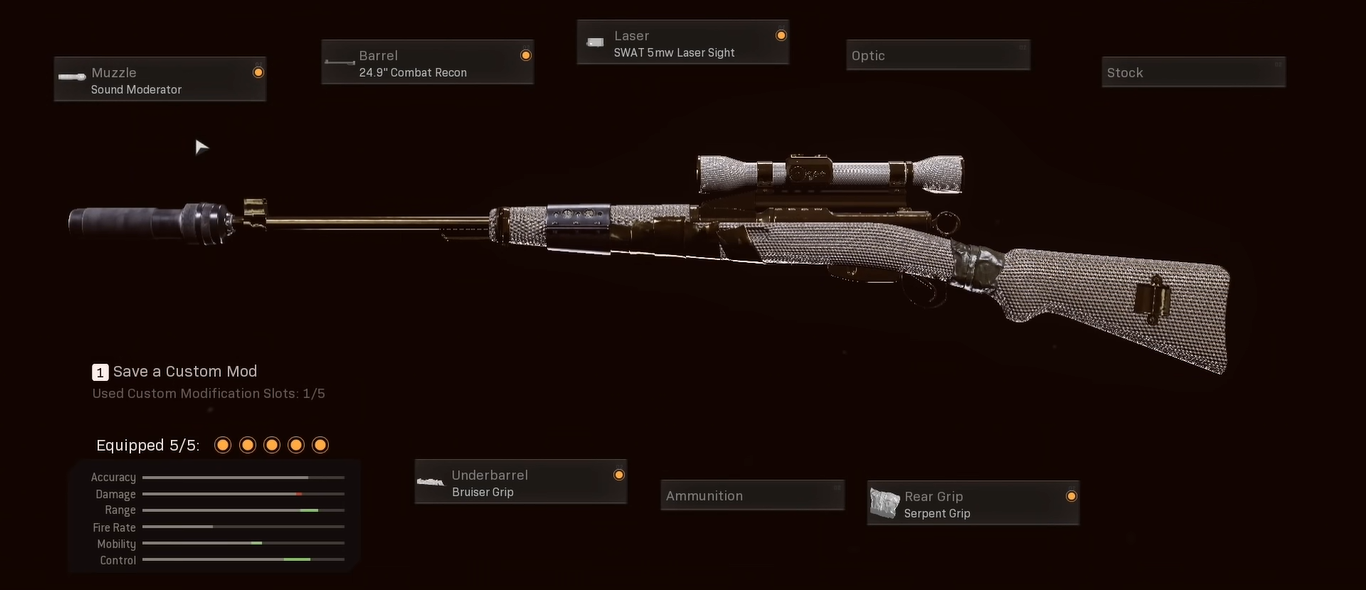 Laser
SWAT 5mw Laser Sight
Barrel
24.9" Combat Recon
Optic
Muzzle
Sound Moderator
Stock
1 Save a Custom Mod
Used Custom Modification Slots: 1/5
Equipped 5/5:
Accuracy
Damage
Range
Fire Rate
Mobility
Control
Underbarrel
Bruiser Grip
Ammunition
Rear Grip
Serpent Grip